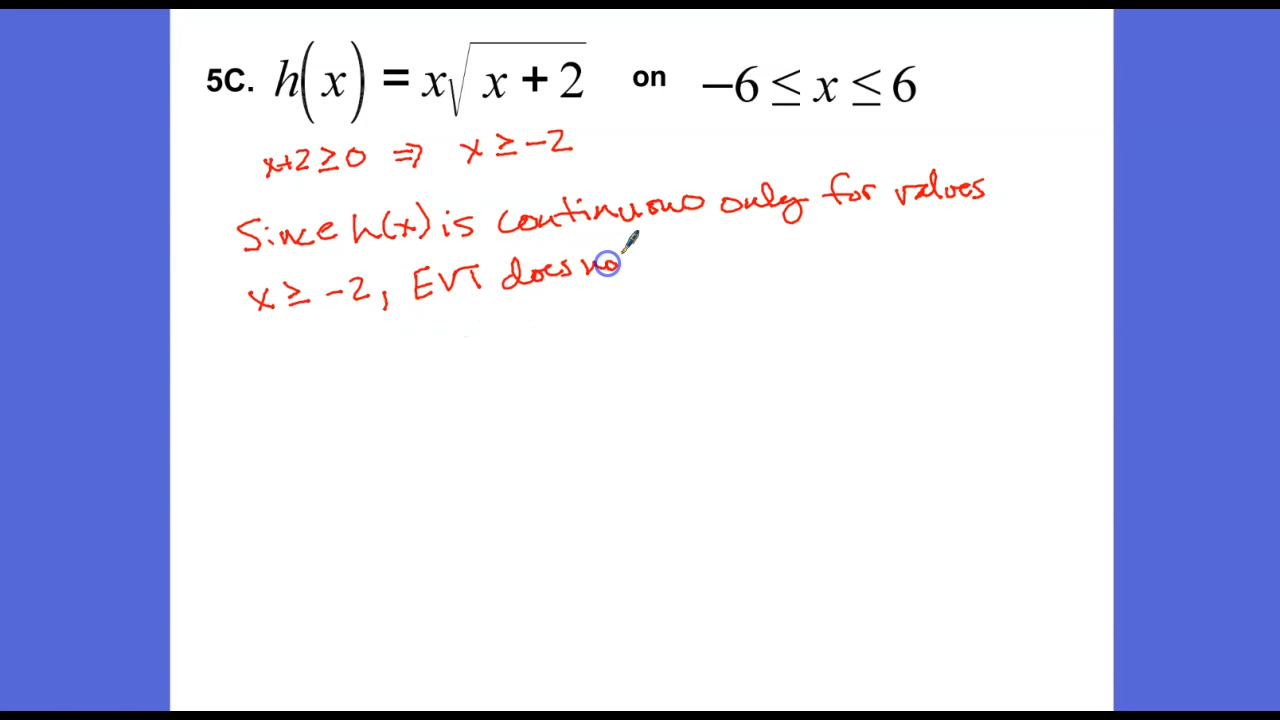 5C. h(x) = x√(x + 2) on −6 ≤ x ≤ 6
x+2 ≥ 0 ⇒ x ≥ -2
Since h(x) is continuous only for values
x ≥ -2, EVT does no